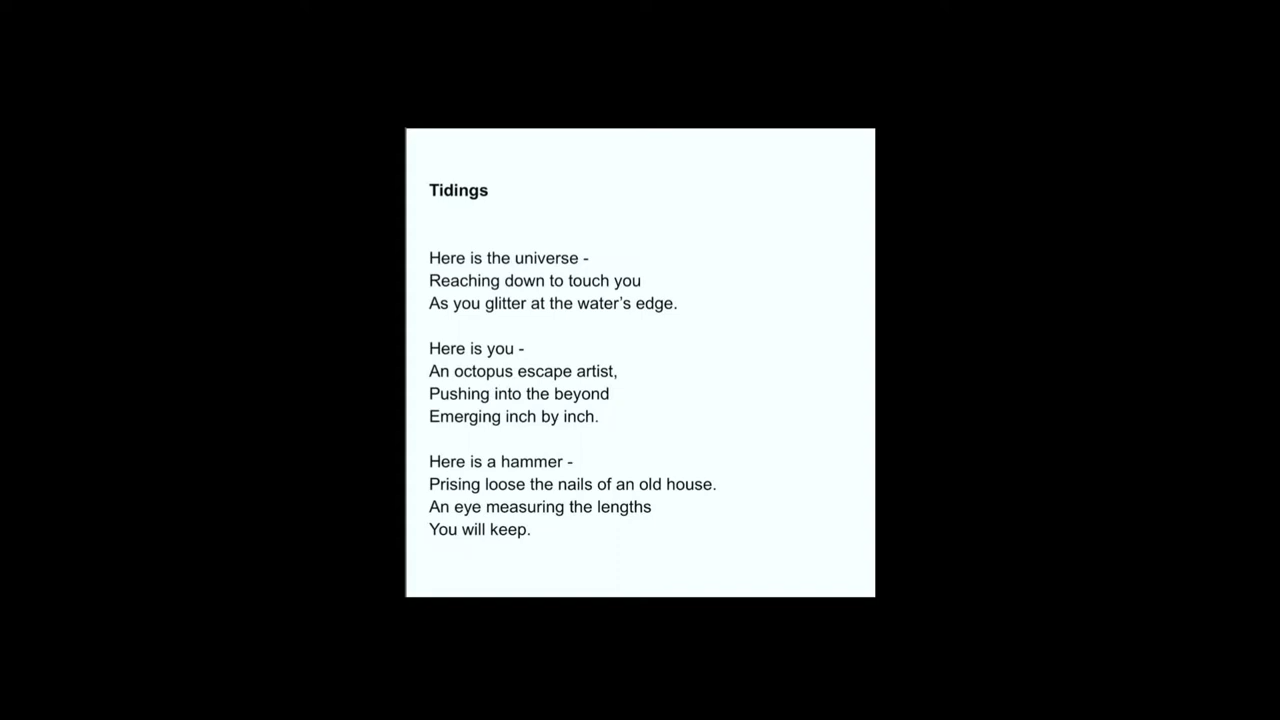 Tidings
Here is the universe -
Reaching down to touch you
As you glitter at the water’s edge.
Here is you -
An octopus escape artist,
Pushing into the beyond
Emerging inch by inch.
Here is a hammer -
Prising loose the nails of an old house.
An eye measuring the lengths
You will keep.